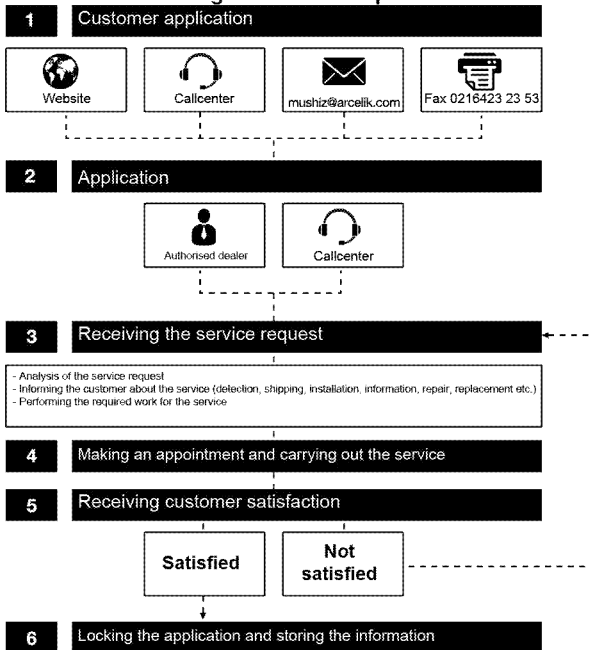 1 Customer application
Website
Callcenter
mushiz@arcelik.com
Fax 0216423 23 53
2 Application
Authorised dealer
Callcenter
3 Receiving the service request
- Analysis of the service request
- Informing the customer about the service (detection, shipping, installation, information, repair, replacement etc.)
- Performing the required work for the service
4 Making an appointment and carrying out the service
5 Receiving customer satisfaction
Satisfied
Not
satisfied
6 Locking the application and storing the information